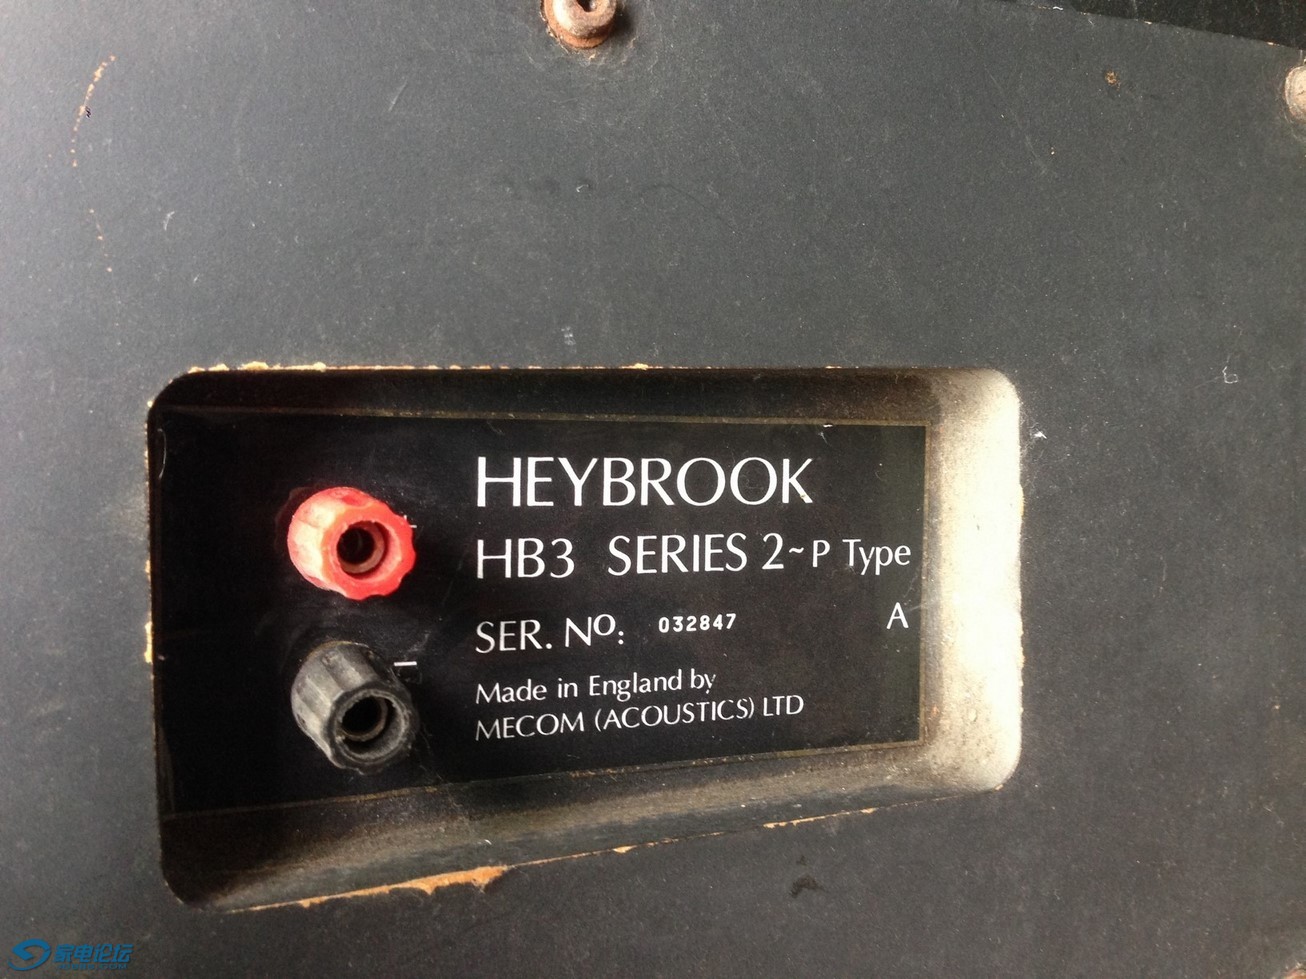 HEYBROOK
HB3 SERIES 2~P Type
SER. No: 032847 A
Made in England by
MECOM (ACOUSTICS) LTD
家电论坛